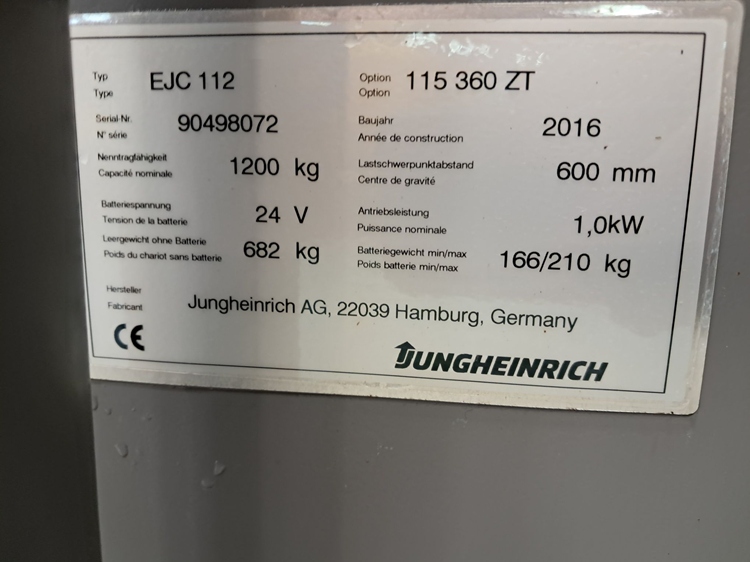 Typ EJC 112 Option 115 360 ZT
Type Option
Serial-Nr. 90498072 Baujahr 2016
N° série Année de construction
Nenntragfähigkeit 1200 kg Lastschwerpunktabstand 600 mm
Capacité nominale Centre de gravité
Batteriespannung 24 V Antriebsleistung 1,0kW
Tension de la batterie Puissance nominale
Leergewicht ohne Batterie 682 kg Batteriegewicht min/max 166/210 kg
Poids du chariot sans batterie Poids batterie min/max
Hersteller
Fabricant Jungheinrich AG, 22039 Hamburg, Germany
CE
JUNGHEINRICH